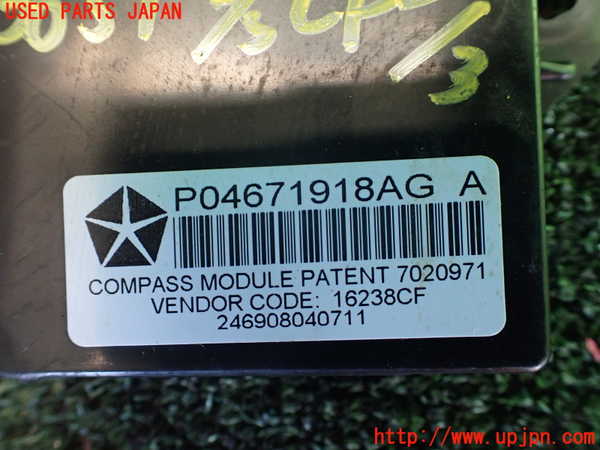 USED PARTS JAPAN
P04671918AG A
COMPASS MODULE PATENT 7020971
VENDOR CODE: 16238CF
246908040711
http://www.upjpn.com/